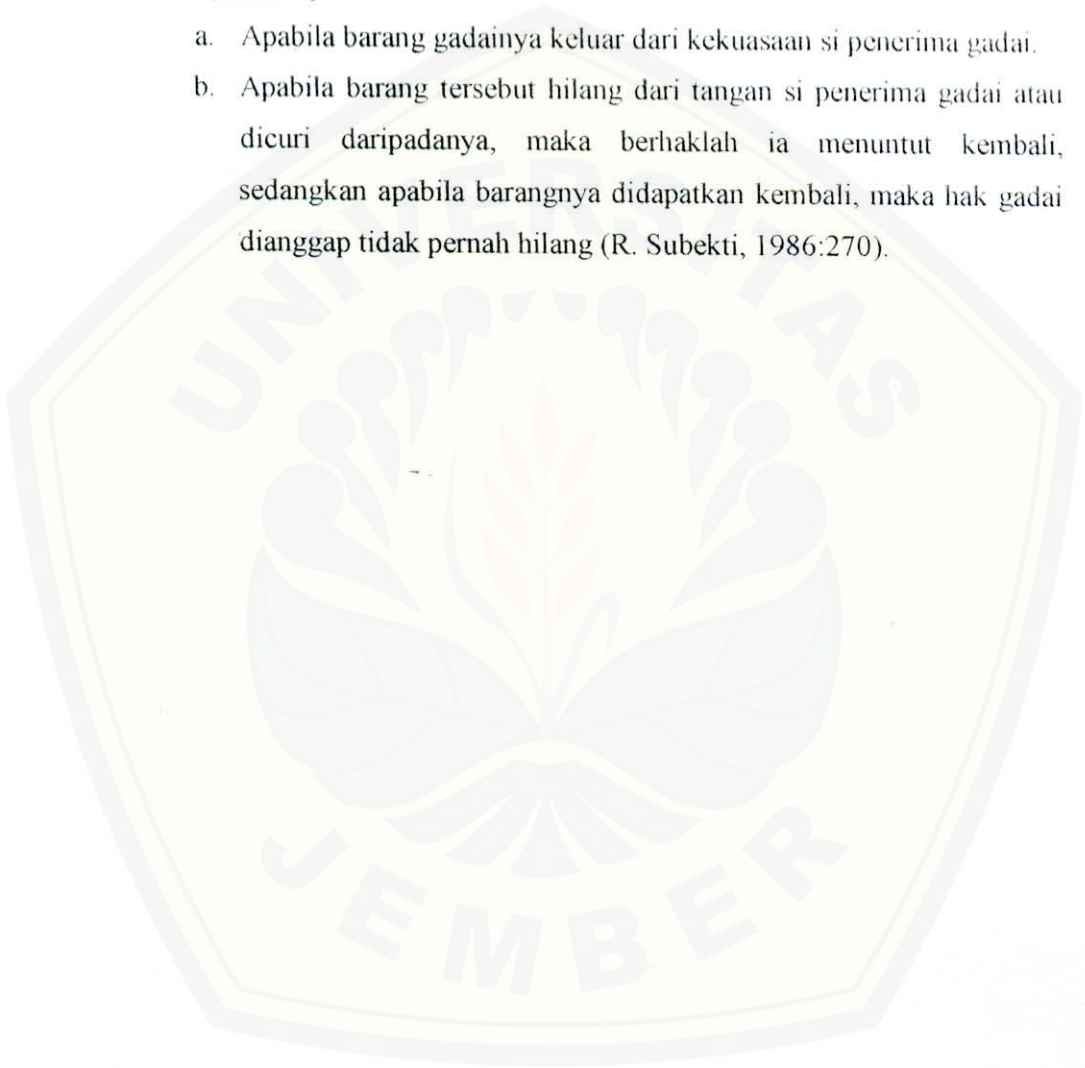 a. Apabila barang gadainya keluar dari kekuasaan si penerima gadai.
b. Apabila barang tersebut hilang dari tangan si penerima gadai atau
dicuri daripadanya, maka berhaklah ia menuntut kembali,
sedangkan apabila barangnya didapatkan kembali, maka hak gadai
dianggap tidak pernah hilang (R. Subekti, 1986:270).
UNIVERSITAS
JEMBER